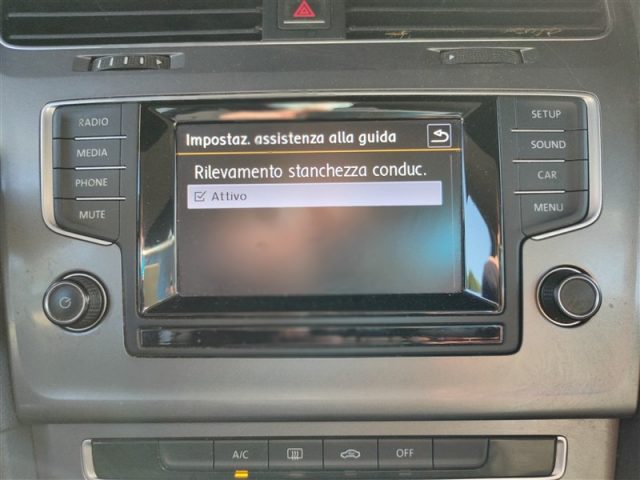 RADIO
MEDIA
PHONE
MUTE
Impostaz. assistenza alla guida
Rilevamento stanchezza conduc.
Attivo
SETUP
SOUND
CAR
MENU
A/C
OFF